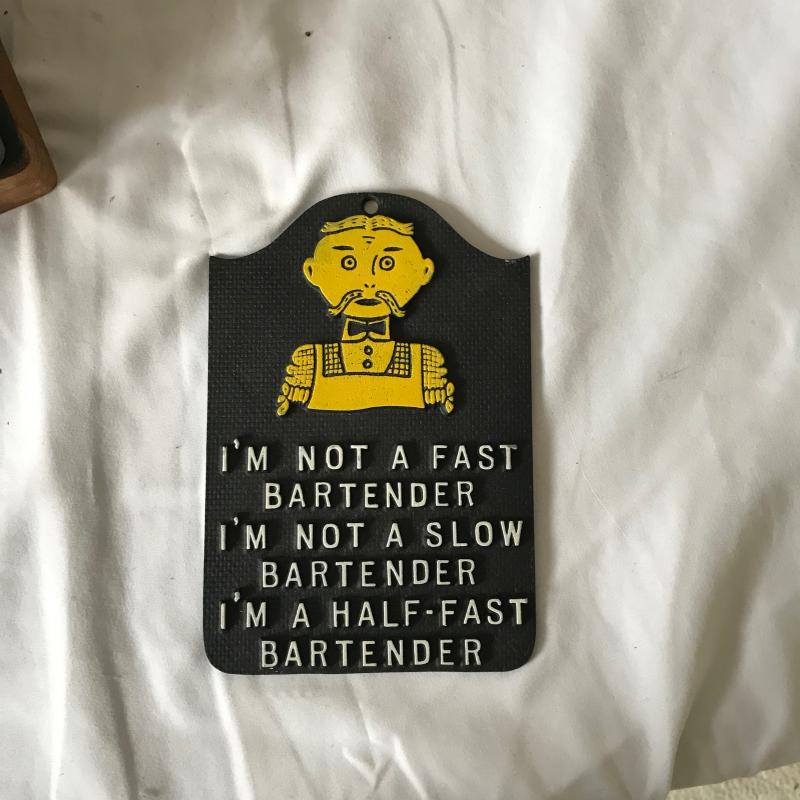 I'M NOT A FAST
BARTENDER
I'M NOT A SLOW
BARTENDER
I'M A HALF-FAST
BARTENDER